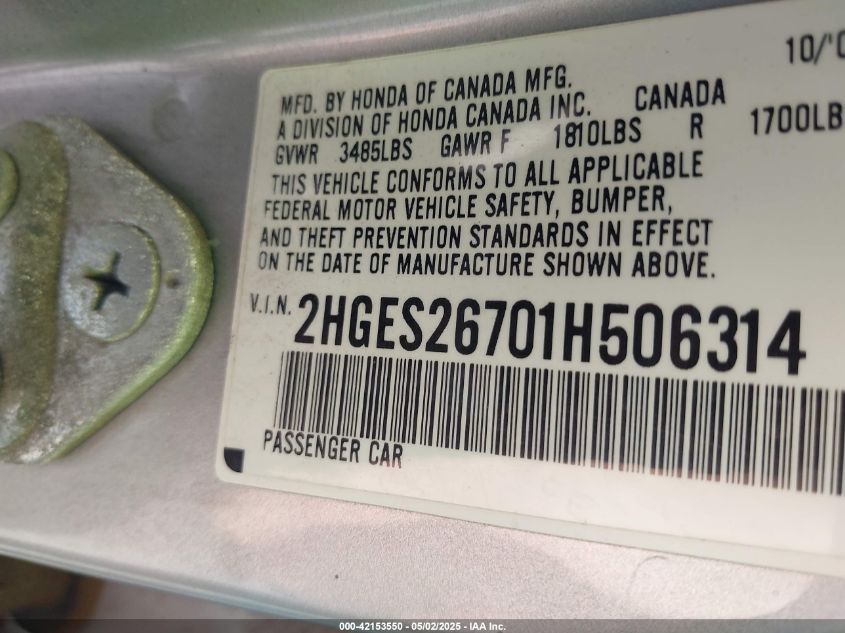 10/'0
MFD. BY HONDA OF CANADA MFG.
A DIVISION OF HONDA CANADA INC. CANADA
GVWR 3485LBS GAWR F 1810LBS R 1700LB
THIS VEHICLE CONFORMS TO ALL APPLICABLE
FEDERAL MOTOR VEHICLE SAFETY, BUMPER,
AND THEFT PREVENTION STANDARDS IN EFFECT
ON THE DATE OF MANUFACTURE SHOWN ABOVE.
V.I.N. 2HGES26701H506314
PASSENGER CAR
000-42153550 - 05/02/2025 - IAA Inc.